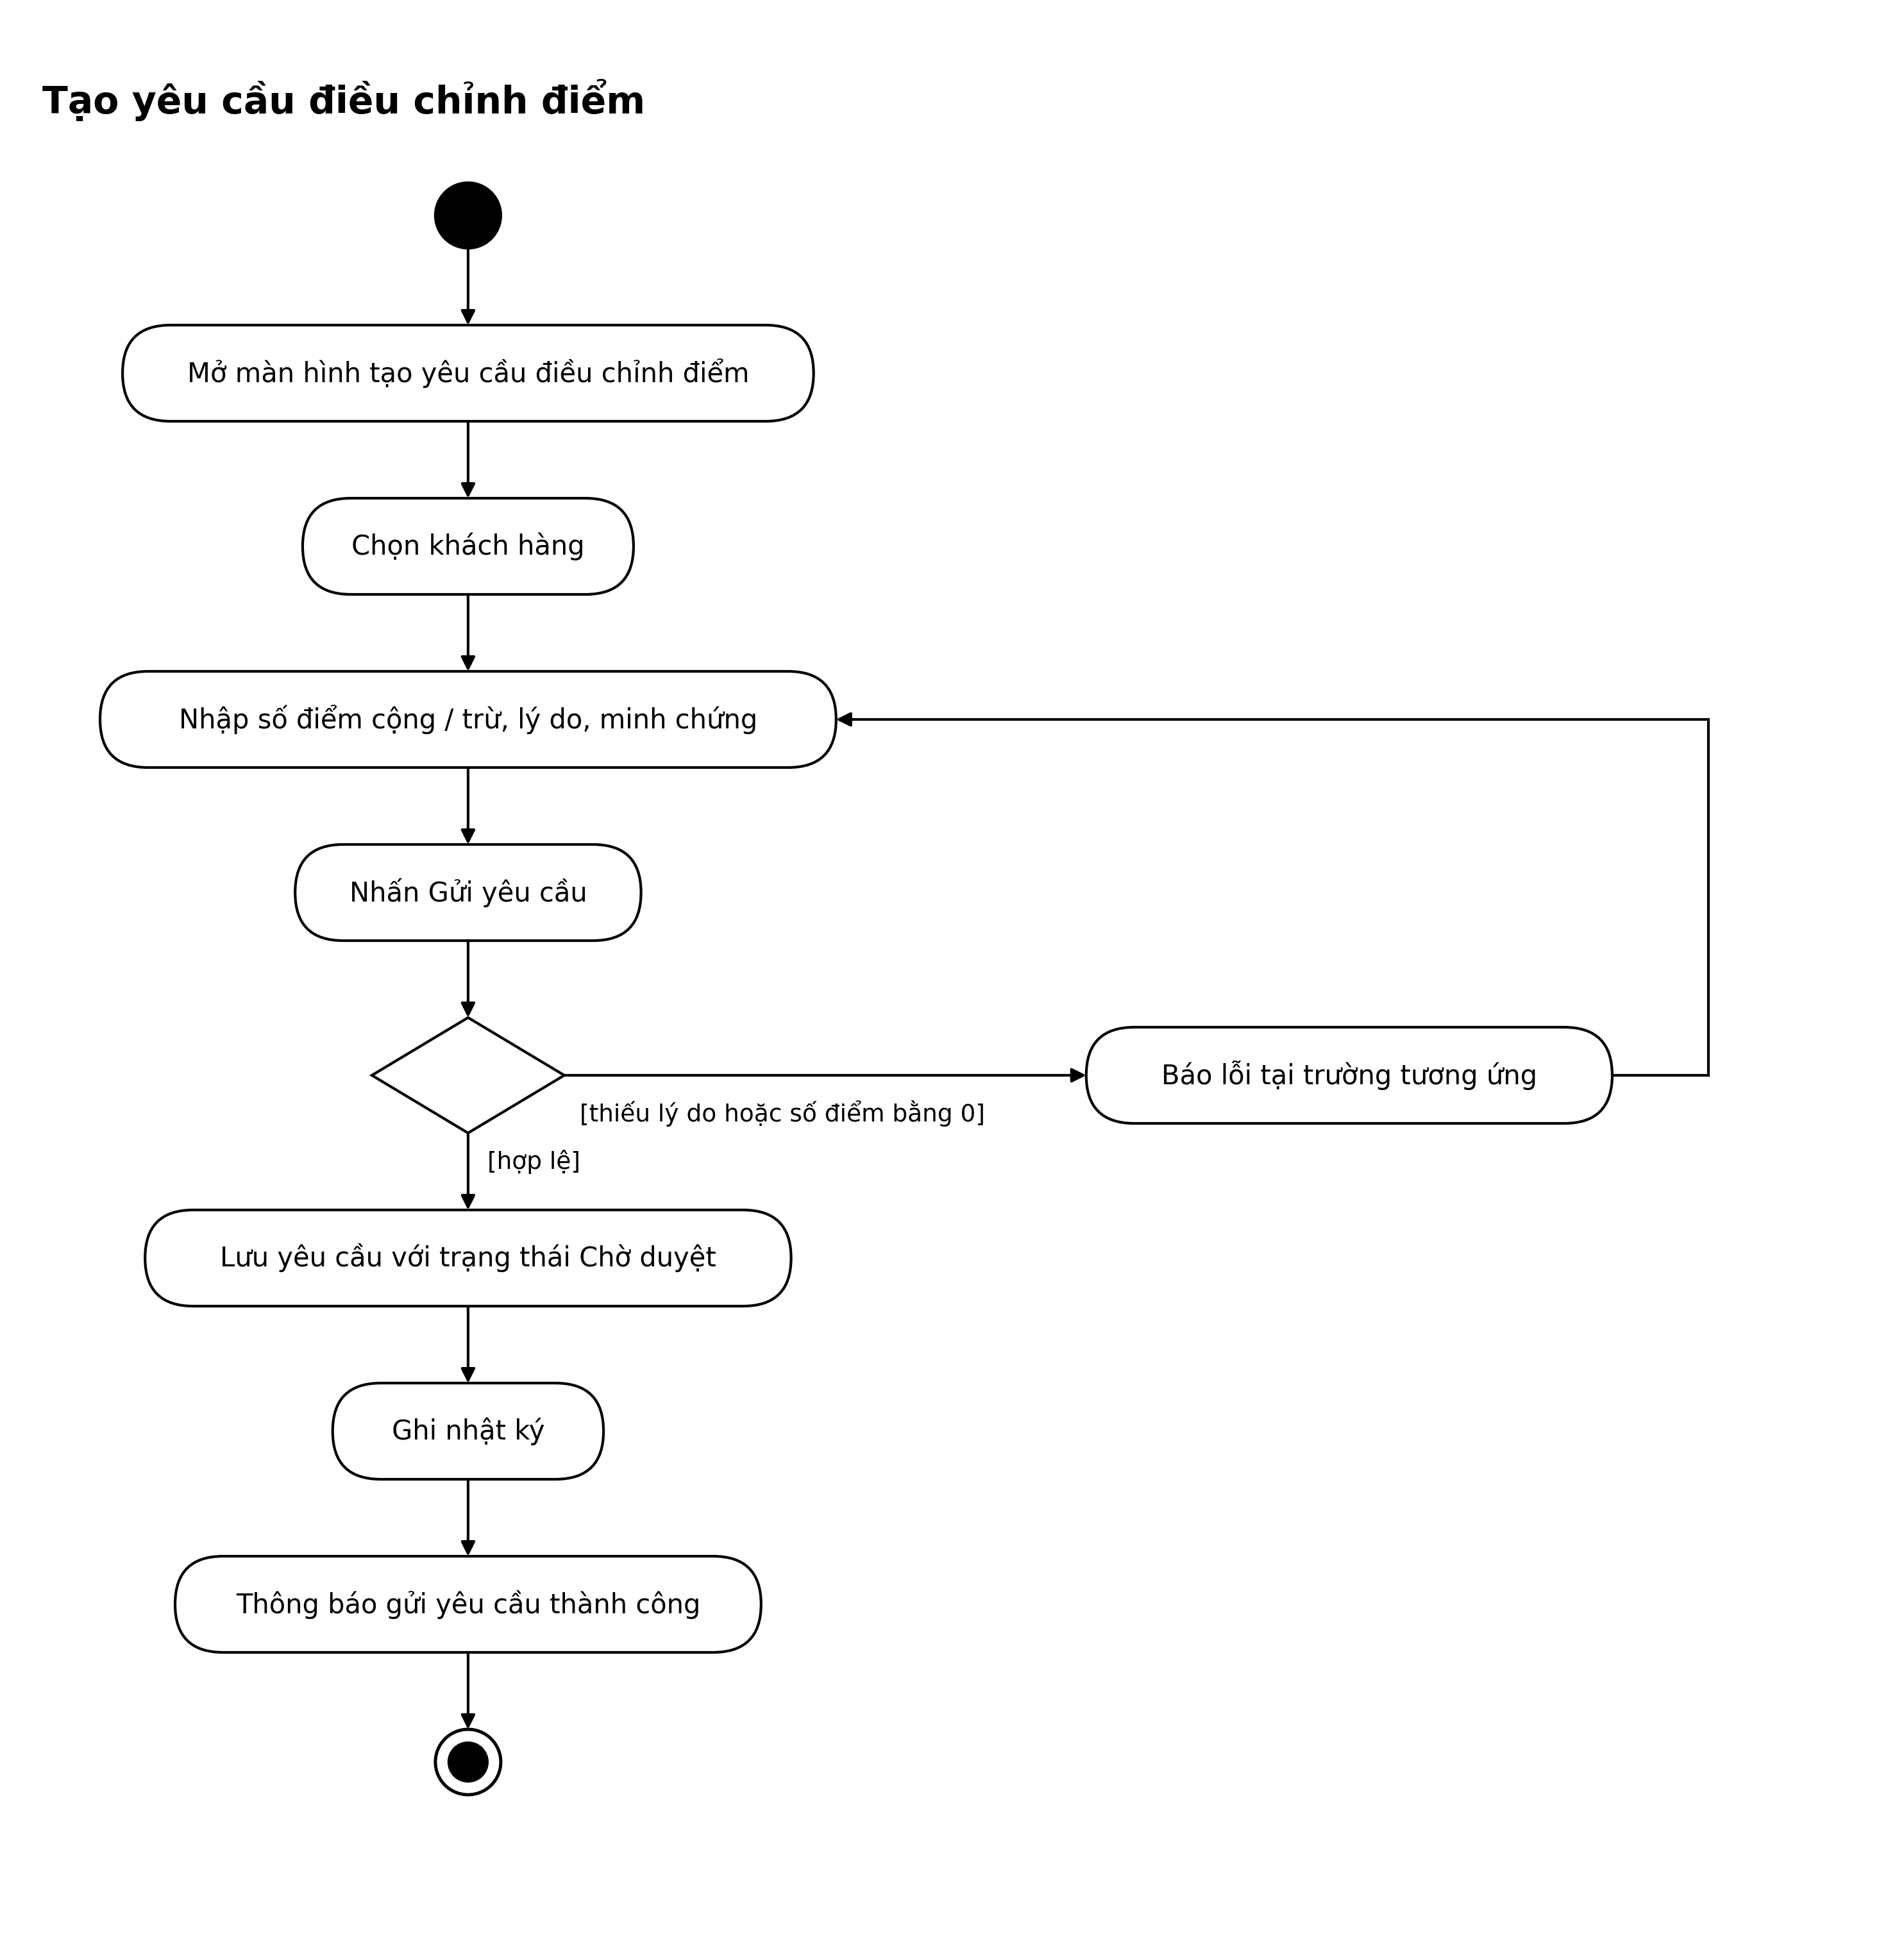 Tạo yêu cầu điều chỉnh điểm
Mở màn hình tạo yêu cầu điều chỉnh điểm
Chọn khách hàng
Nhập số điểm cộng / trừ, lý do, minh chứng
Nhấn Gửi yêu cầu
Báo lỗi tại trường tương ứng
[thiếu lý do hoặc số điểm bằng 0]
[hợp lệ]
Lưu yêu cầu với trạng thái Chờ duyệt
Ghi nhật ký
Thông báo gửi yêu cầu thành công